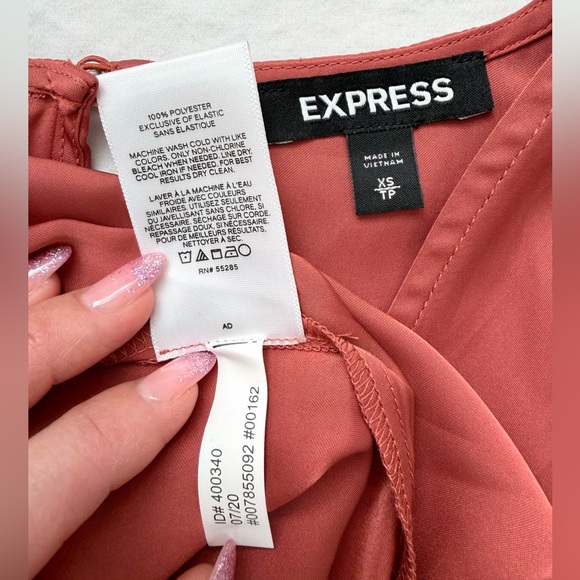 EXPRESS
MADE IN
VIETNAM
XS
TP
100% POLYESTER
EXCLUSIVE OF ELASTIC
SANS ÉLASTIQUE
MACHINE WASH COLD WITH LIKE
COLORS, ONLY NON-CHLORINE
BLEACH WHEN NEEDED. LINE DRY.
COOL IRON IF NEEDED. FOR BEST
RESULTS DRY CLEAN.
LAVER À LA MACHINE À L'EAU
FROIDE AVEC COULEURS
SIMILAIRES. UTILISEZ SEULEMENT
DU JAVELLISANT SANS CHLORE, SI
NÉCESSAIRE. SÉCHAGE SUR CORDE.
REPASSAGE DOUX, SI NÉCESSAIRE.
POUR DE MEILLEURS RÉSULTATS,
NETTOYER À SEC.
RN# 55285
AD
ID# 400340
07/20
#007855092 #00162